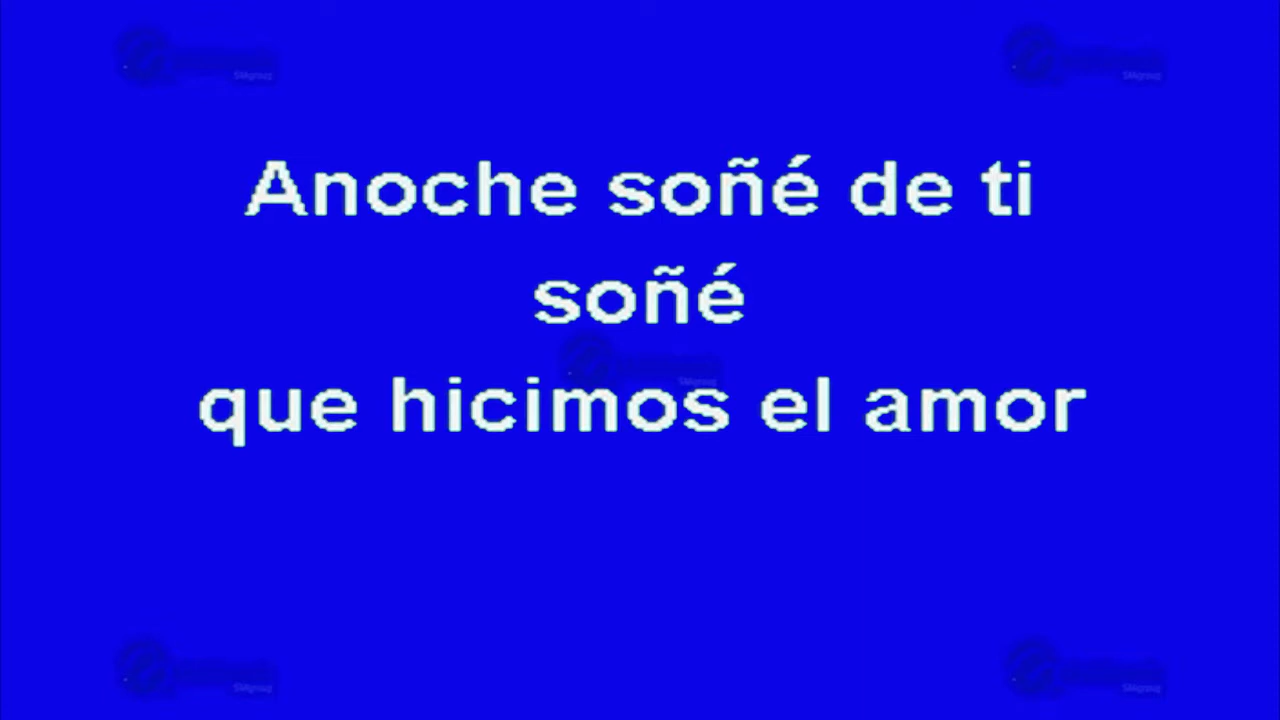 Anoche soñé de ti
soñé
que hicimos el amor